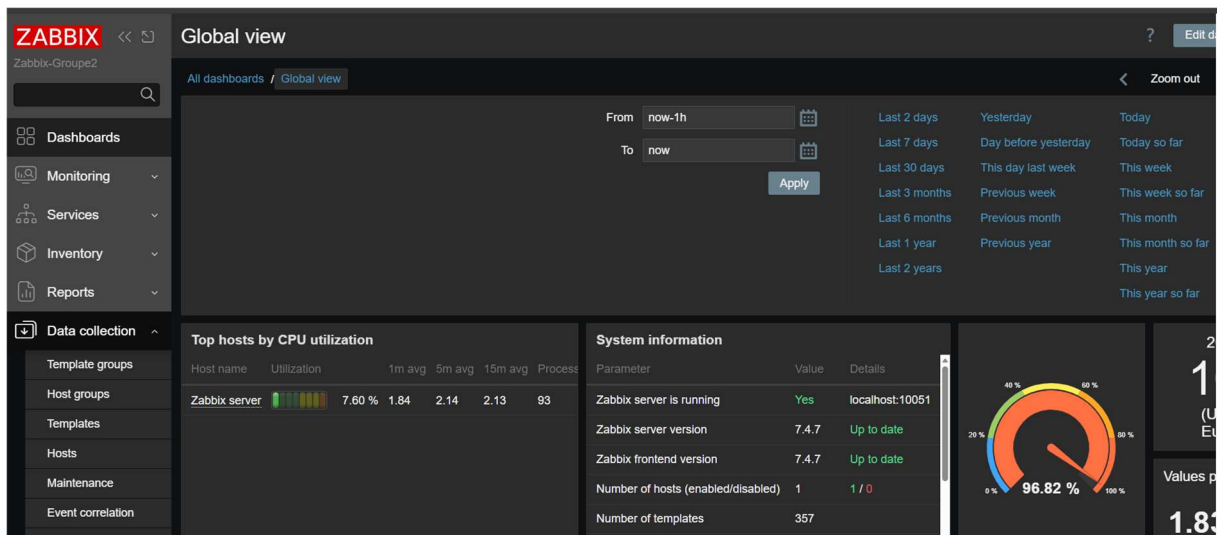 ZABBIX
Zabbix-Groupe2
Dashboards
Monitoring
Services
Inventory
Reports
Data collection
Template groups
Host groups
Templates
Hosts
Maintenance
Event correlation
Global view
? Edit
All dashboards / Global view
Zoom out
From now-1h
To now
Apply
Last 2 days Yesterday Today
Last 7 days Day before yesterday Today so far
Last 30 days This day last week This week
Last 3 months Previous week This week so far
Last 6 months Previous month This month
Last 1 year Previous year This month so far
Last 2 years This year
This year so far
Top hosts by CPU utilization
Host name Utilization 1m avg 5m avg 15m avg Process
Zabbix server 7.60 % 1.84 2.14 2.13 93
System information
Parameter Value Details
Zabbix server is running Yes localhost:10051
Zabbix server version 7.4.7 Up to date
Zabbix frontend version 7.4.7 Up to date
Number of hosts (enabled/disabled) 1 1 / 0
Number of templates 357
40 % 60 %
20 % 80 %
0 % 96.82 % 100 %
Values p
1.83